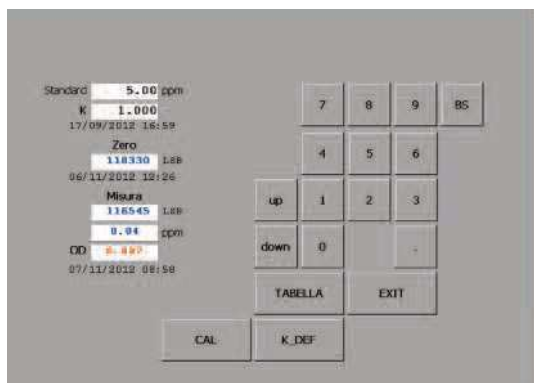 Standard 5.00 ppm
K 1.000
17/09/2012 16:59
Zero
118330 LSB
06/11/2012 12:26
Misura
116545 LSB
0.04 ppm
OD
07/11/2012 08:58
7 8 9 BS
4 5 6
up 1 2 3
down 0 .
TABELLA EXIT
CAL K_DEF